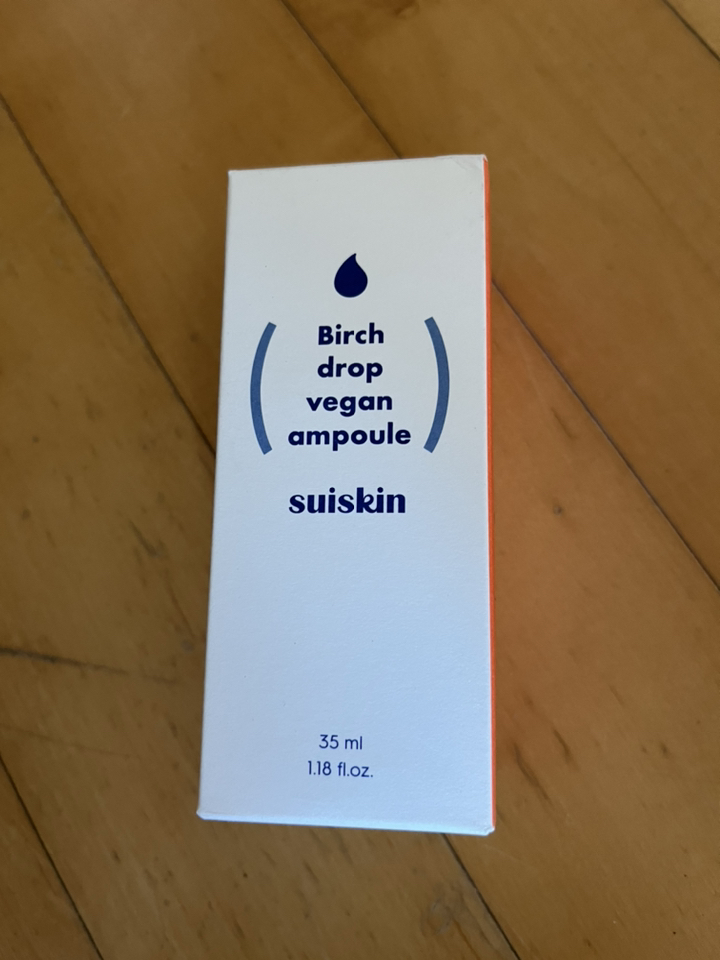 Birch
drop
vegan
ampoule
suiskin
35 ml
1.18 fl.oz.